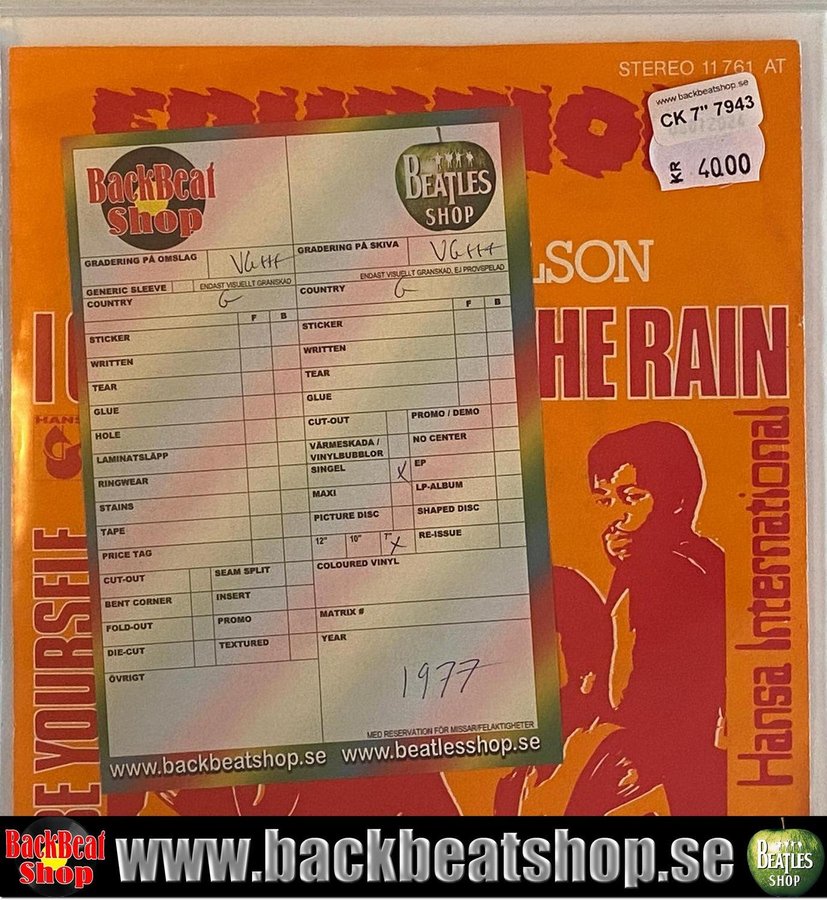 STEREO 11 761 AT
www.backbeatshop.se
CK 7" 7943
KR 4000
LSON
HE RAIN
HANS
BE YOURSELF
Hansa International
BackBeat
Shop
BEATLES
SHOP
GRADERING PÅ OMSLAG VG++
GRADERING PÅ SKIVA VG++
GENERIC SLEEVE ENDAST VISUELLT GRANSKAD
ENDAST VISUELLT GRANSKAD, EJ PROVSPELAD
COUNTRY G
F B
STICKER
WRITTEN
TEAR
GLUE
HOLE
LAMINATSLÄPP
RINGWEAR
STAINS
TAPE
PRICE TAG
CUT-OUT SEAM SPLIT
BENT CORNER INSERT
FOLD-OUT PROMO
DIE-CUT TEXTURED
ÖVRIGT
COUNTRY G
F B
STICKER
WRITTEN
TEAR
GLUE
CUT-OUT PROMO / DEMO
VÄRMESKADA / NO CENTER
VINYLBUBBLOR
SINGEL X EP
MAXI LP-ALBUM
PICTURE DISC SHAPED DISC
12" 10" 7" X RE-ISSUE
COLOURED VINYL
MATRIX #
YEAR
1977
MED RESERVATION FÖR MISSAR/FELAKTIGHETER
www.backbeatshop.se www.beatlesshop.se
BackBeat
Shop
www.backbeatshop.se
BEATLES
SHOP